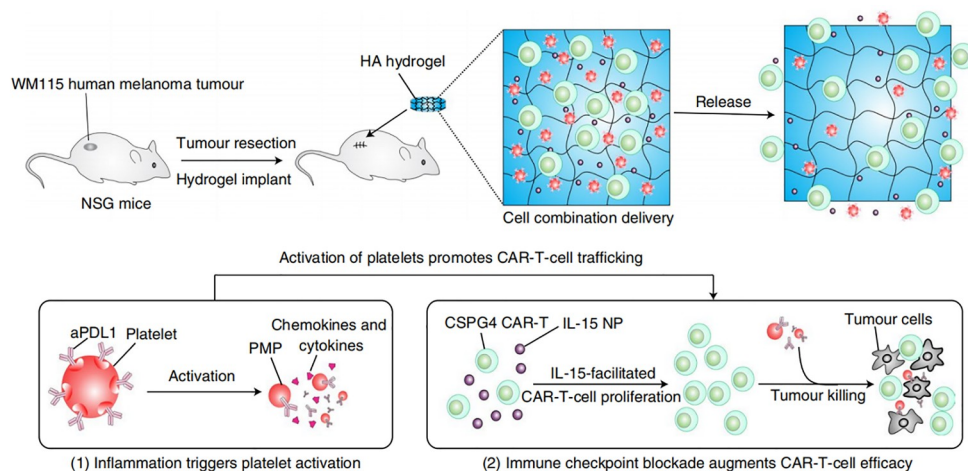 WM115 human melanoma tumour
NSG mice
Tumour resection
Hydrogel implant
HA hydrogel
Cell combination delivery
Release
Activation of platelets promotes CAR-T-cell trafficking
aPDL1
Platelet
Activation
PMP
Chemokines and
cytokines
(1) Inflammation triggers platelet activation
CSPG4 CAR-T
IL-15 NP
IL-15-facilitated
CAR-T-cell proliferation
Tumour killing
Tumour cells
(2) Immune checkpoint blockade augments CAR-T-cell efficacy